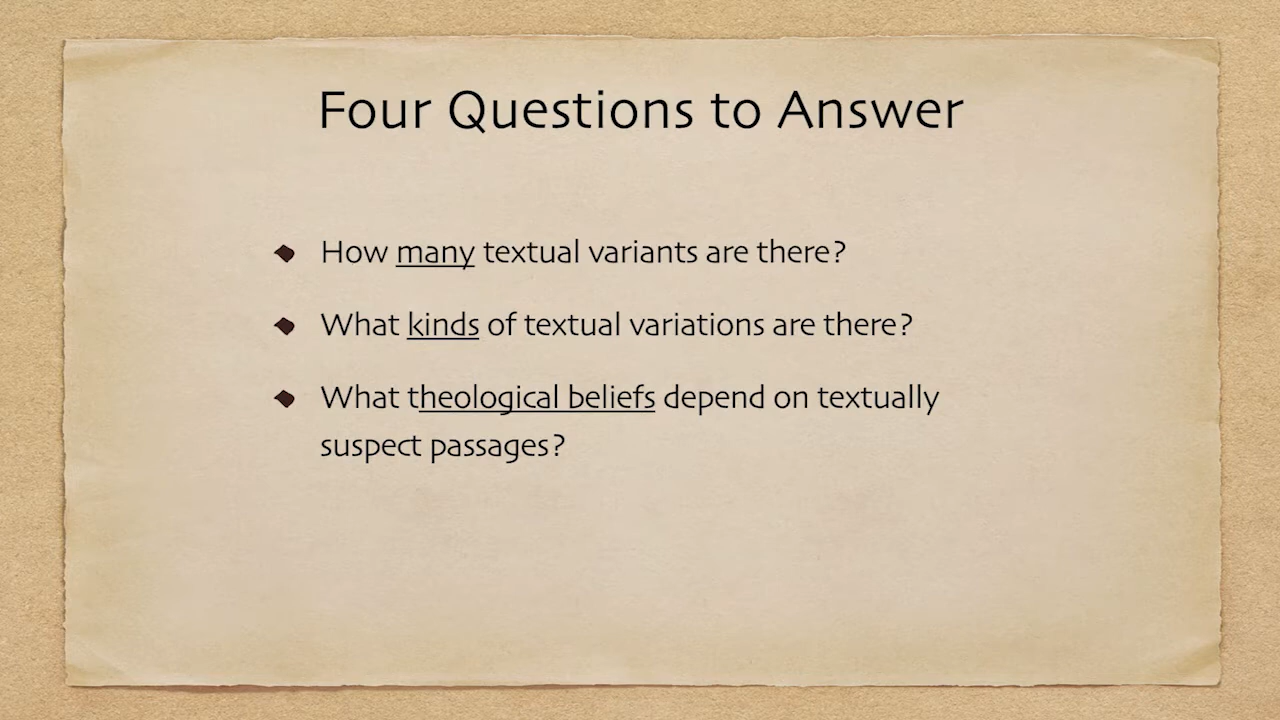 Four Questions to Answer
How many textual variants are there?
What kinds of textual variations are there?
What theological beliefs depend on textually
suspect passages?